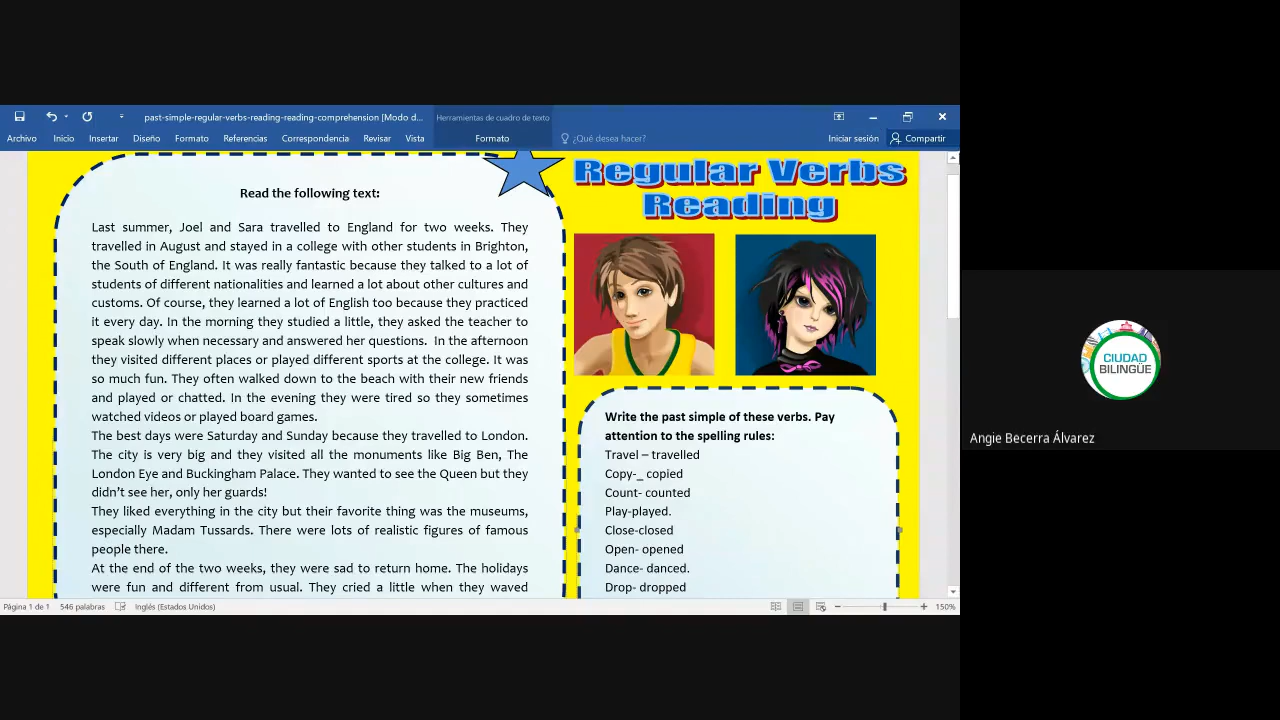 past-simple-regular-verbs-reading-reading-comprehension [Modo d...
Herramientas de cuadro de texto
Archivo Inicio Insertar Diseño Formato Referencias Correspondencia Revisar Vista Formato ¿Qué desea hacer? Iniciar sesión Compartir
Read the following text:
Last summer, Joel and Sara travelled to England for two weeks. They
travelled in August and stayed in a college with other students in Brighton,
the South of England. It was really fantastic because they talked to a lot of
students of different nationalities and learned a lot about other cultures and
customs. Of course, they learned a lot of English too because they practiced
it every day. In the morning they studied a little, they asked the teacher to
speak slowly when necessary and answered her questions. In the afternoon
they visited different places or played different sports at the college. It was
so much fun. They often walked down to the beach with their new friends
and played or chatted. In the evening they were tired so they sometimes
watched videos or played board games.
The best days were Saturday and Sunday because they travelled to London.
The city is very big and they visited all the monuments like Big Ben, The
London Eye and Buckingham Palace. They wanted to see the Queen but they
didn't see her, only her guards!
They liked everything in the city but their favorite thing was the museums,
especially Madam Tussards. There were lots of realistic figures of famous
people there.
At the end of the two weeks, they were sad to return home. The holidays
were fun and different from usual. They cried a little when they waved
Regular Verbs
Reading
Write the past simple of these verbs. Pay
attention to the spelling rules:
Travel – travelled
Copy-_ copied
Count- counted
Play-played.
Close-closed
Open- opened
Dance- danced.
Drop- dropped
Página 1 de 1 546 palabras Inglés (Estados Unidos) 150%
CIUDAD
BILINGÜE
Angie Becerra Álvarez